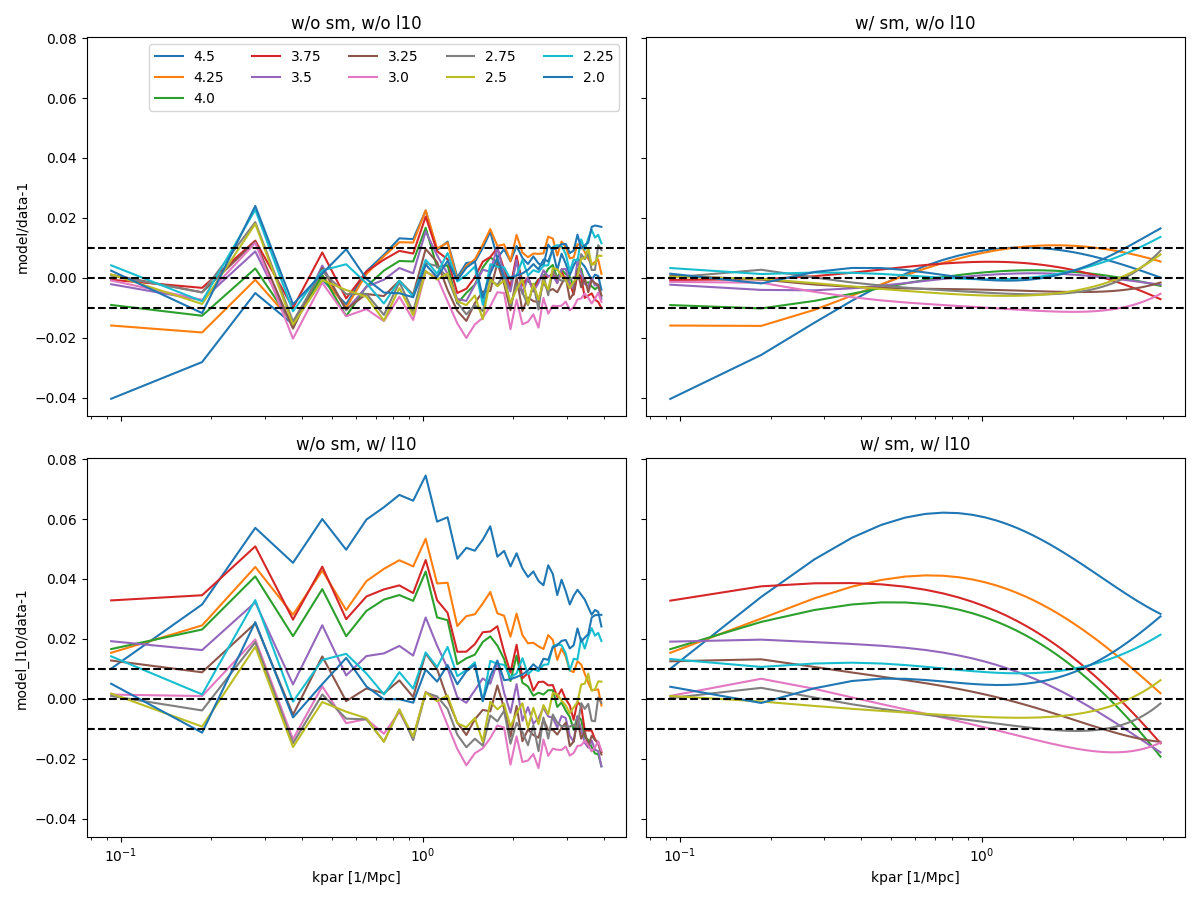 w/o sm, w/o l10
w/ sm, w/o l10
0.08
0.06
0.04
0.02
0.00
−0.02
−0.04
model/data-1
4.5 3.75 3.25 2.75 2.25
4.25 3.5 3.0 2.5 2.0
4.0
w/o sm, w/ l10
w/ sm, w/ l10
0.08
0.06
0.04
0.02
0.00
−0.02
−0.04
model_l10/data-1
10⁻¹ 10⁰
10⁻¹ 10⁰
kpar [1/Mpc]
kpar [1/Mpc]